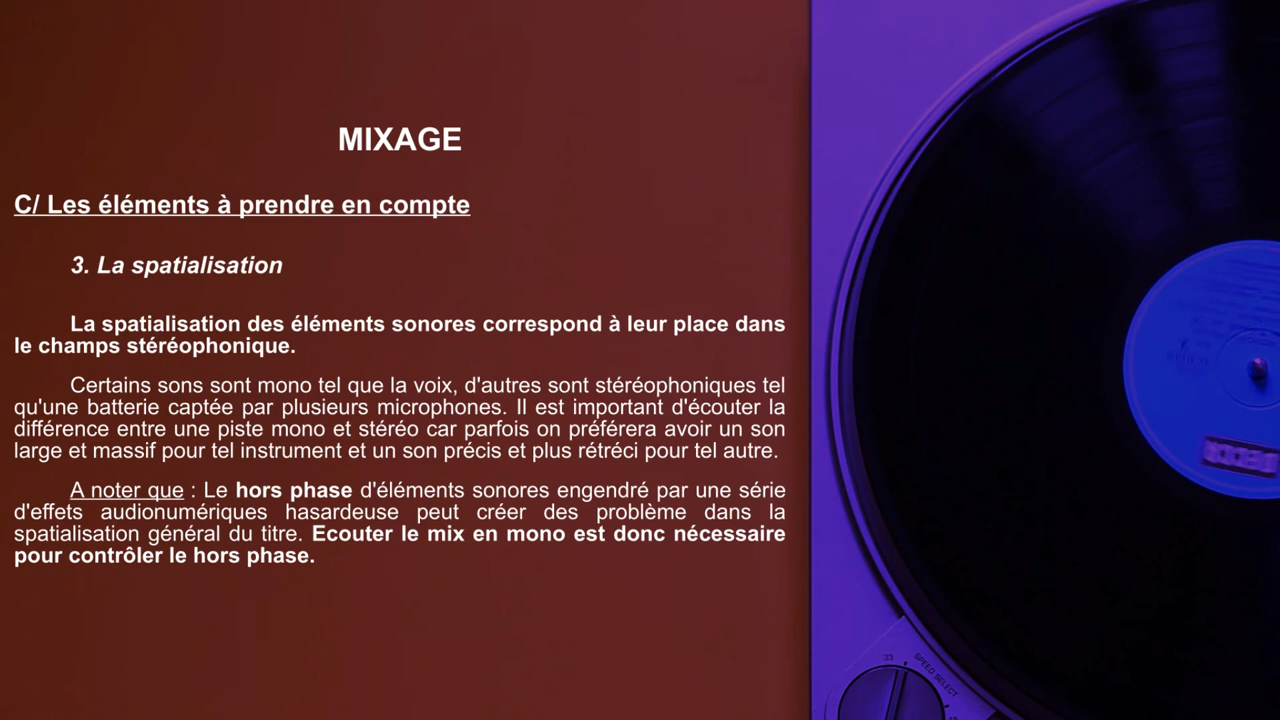 MIXAGE
C/ Les éléments à prendre en compte
3. La spatialisation
La spatialisation des éléments sonores correspond à leur place dans
le champs stéréophonique.
Certains sons sont mono tel que la voix, d'autres sont stéréophoniques tel
qu'une batterie captée par plusieurs microphones. Il est important d'écouter la
différence entre une piste mono et stéréo car parfois on préférera avoir un son
large et massif pour tel instrument et un son précis et plus rétréci pour tel autre.
A noter que : Le hors phase d'éléments sonores engendré par une série
d'effets audionumériques hasardeuse peut créer des problème dans la
spatialisation général du titre. Ecouter le mix en mono est donc nécessaire
pour contrôler le hors phase.
33
SPEED SELECT